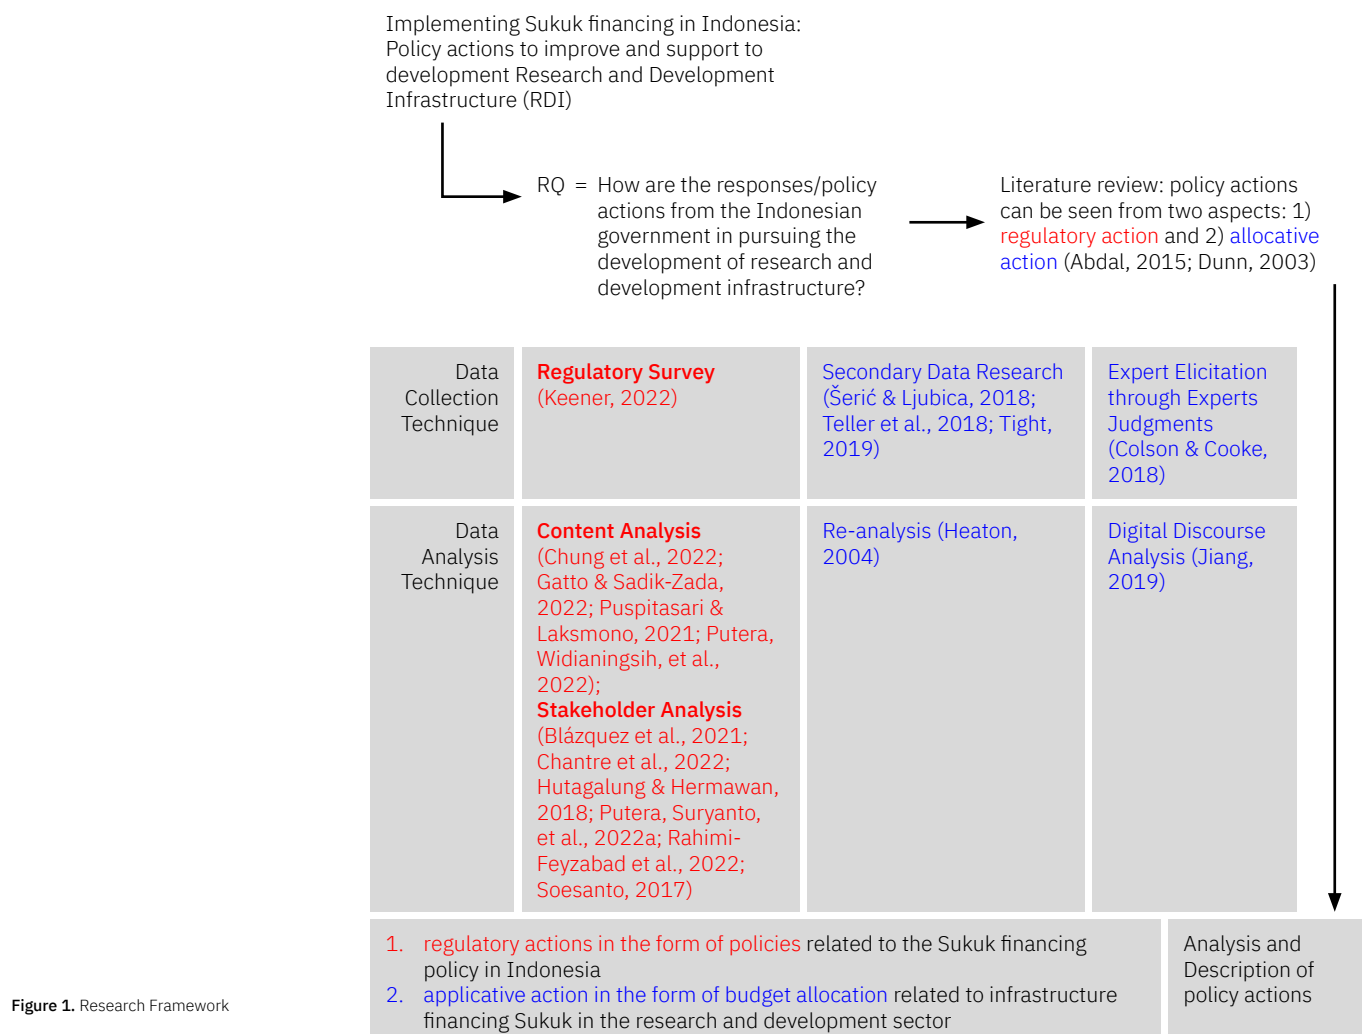 Implementing Sukuk financing in Indonesia:
Policy actions to improve and support to
development Research and Development
Infrastructure (RDI)
RQ = How are the responses/policy
actions from the Indonesian
government in pursuing the
development of research and
development infrastructure?
Literature review: policy actions
can be seen from two aspects: 1)
regulatory action and 2) allocative
action (Abdal, 2015; Dunn, 2003)
Data
Collection
Technique
Regulatory Survey
(Keener, 2022)
Secondary Data Research
(Šerić & Ljubica, 2018;
Teller et al., 2018; Tight,
2019)
Expert Elicitation
through Experts
Judgments
(Colson & Cooke,
2018)
Data
Analysis
Technique
Content Analysis
(Chung et al., 2022;
Gatto & Sadik-Zada,
2022; Puspitasari &
Laksmono, 2021; Putera,
Widianingsih, et al.,
2022);
Stakeholder Analysis
(Blázquez et al., 2021;
Chantre et al., 2022;
Hutagalung & Hermawan,
2018; Putera, Suryanto,
et al., 2022a; Rahimi-
Feyzabad et al., 2022;
Soesanto, 2017)
Re-analysis (Heaton,
2004)
Digital Discourse
Analysis (Jiang,
2019)
1. regulatory actions in the form of policies related to the Sukuk financing
policy in Indonesia
2. applicative action in the form of budget allocation related to infrastructure
financing Sukuk in the research and development sector
Analysis and
Description of
policy actions
Figure 1. Research Framework